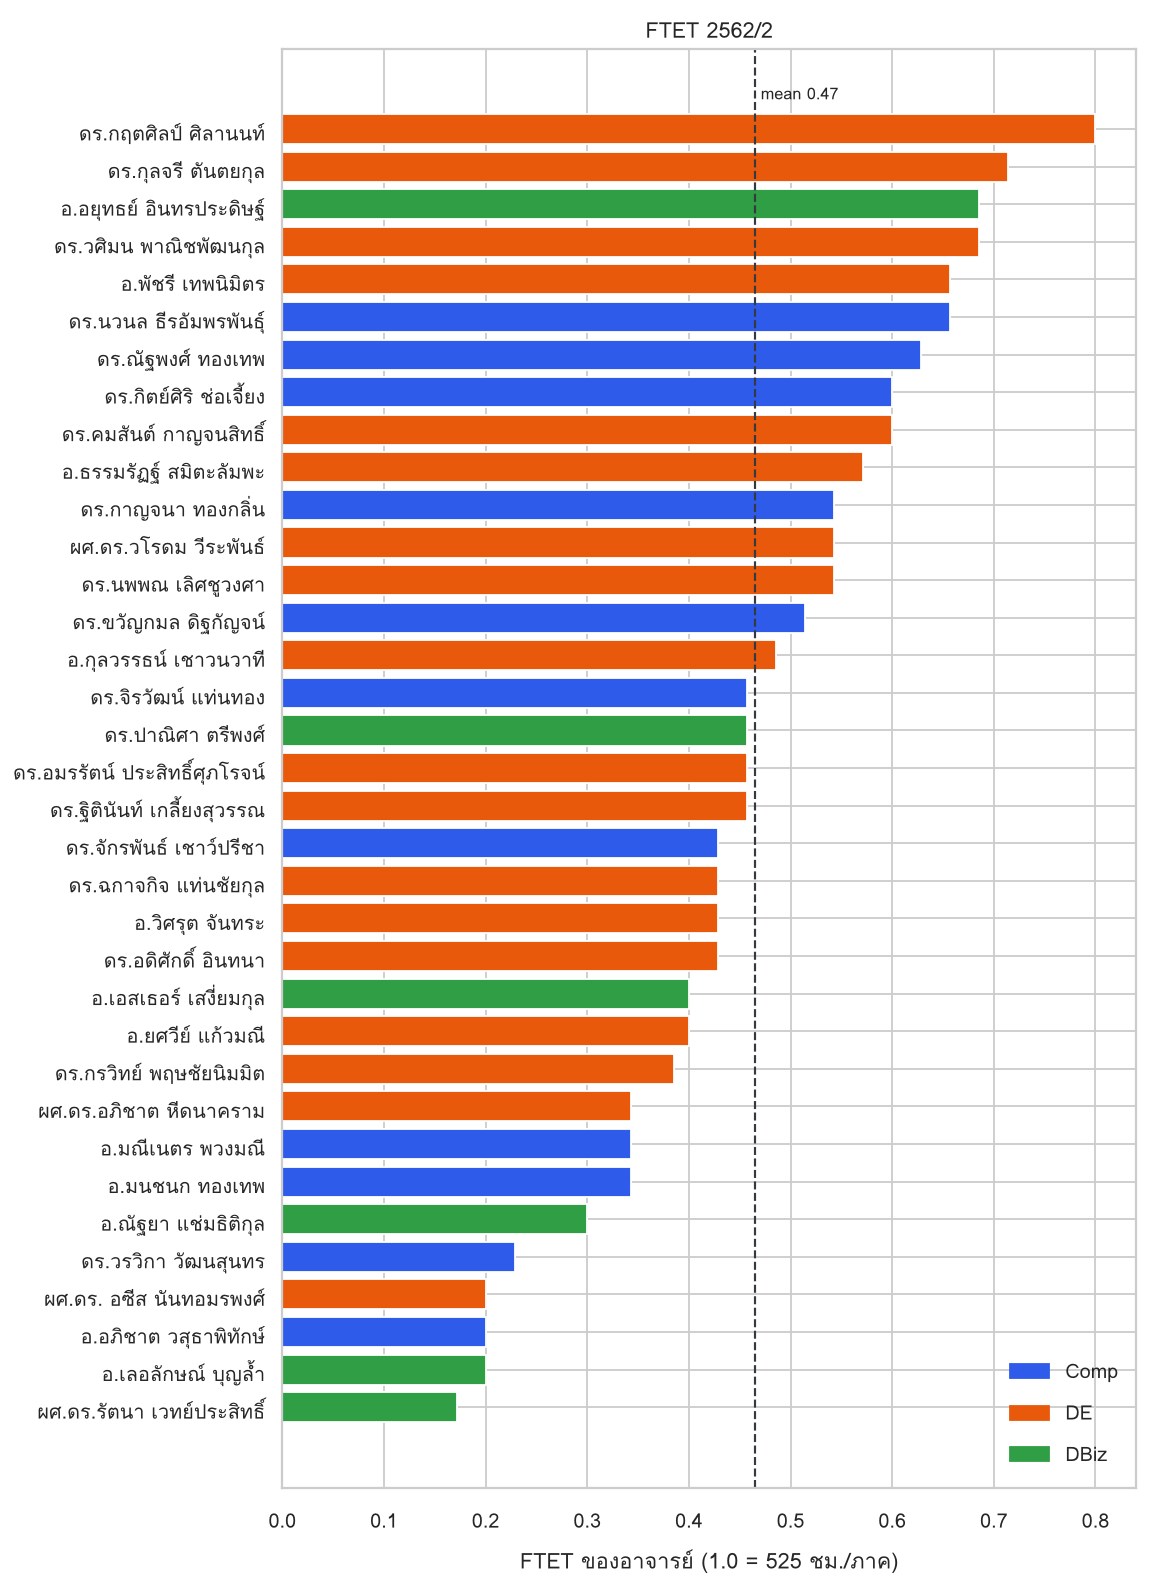 FTET 2562/2
mean 0.47
ดร.กฤตศิลป์ ศิลานนท์
ดร.กุลจรี ตันตยกุล
อ.อยุทธย์ อินทรประดิษฐ์
ดร.วศิมน พาณิชพัฒนกุล
อ.พัชรี เทพนิมิตร
ดร.นวนล ธีรอัมพรพันธุ์
ดร.ณัฐพงศ์ ทองเทพ
ดร.กิตย์ศิริ ช่อเจี้ยง
ดร.คมสันต์ กาญจนสิทธิ์
อ.ธรรมรัฏฐ์ สมิตะลัมพะ
ดร.กาญจนา ทองกลิ่น
ผศ.ดร.วโรดม วีระพันธ์
ดร.นพพณ เลิศชูวงศา
ดร.ขวัญกมล ดิฐกัญจน์
อ.กุลวรรธน์ เชาวนวาที
ดร.จิรวัฒน์ แท่นทอง
ดร.ปาณิศา ตรีพงศ์
ดร.อมรรัตน์ ประสิทธิ์ศุภโรจน์
ดร.ฐิตินันท์ เกลี้ยงสุวรรณ
ดร.จักรพันธ์ เชาว์ปรีชา
ดร.ฉกาจกิจ แท่นชัยกุล
อ.วิศรุต จันทระ
ดร.อดิศักดิ์ อินทนา
อ.เอสเธอร์ เสงี่ยมกุล
อ.ยศวีย์ แก้วมณี
ดร.กรวิทย์ พฤษชัยนิมมิต
ผศ.ดร.อภิชาต หีดนาคราม
อ.มณีเนตร พวงมณี
อ.มนชนก ทองเทพ
อ.ณัฐยา แช่มธิติกุล
ดร.วรวิกา วัฒนสุนทร
ผศ.ดร. อซีส นันทอมรพงศ์
อ.อภิชาต วสุธาพิทักษ์
อ.เลอลักษณ์ บุญล้ำ
ผศ.ดร.รัตนา เวทย์ประสิทธิ์
Comp
DE
DBiz
0.0 0.1 0.2 0.3 0.4 0.5 0.6 0.7 0.8
FTET ของอาจารย์ (1.0 = 525 ชม./ภาค)